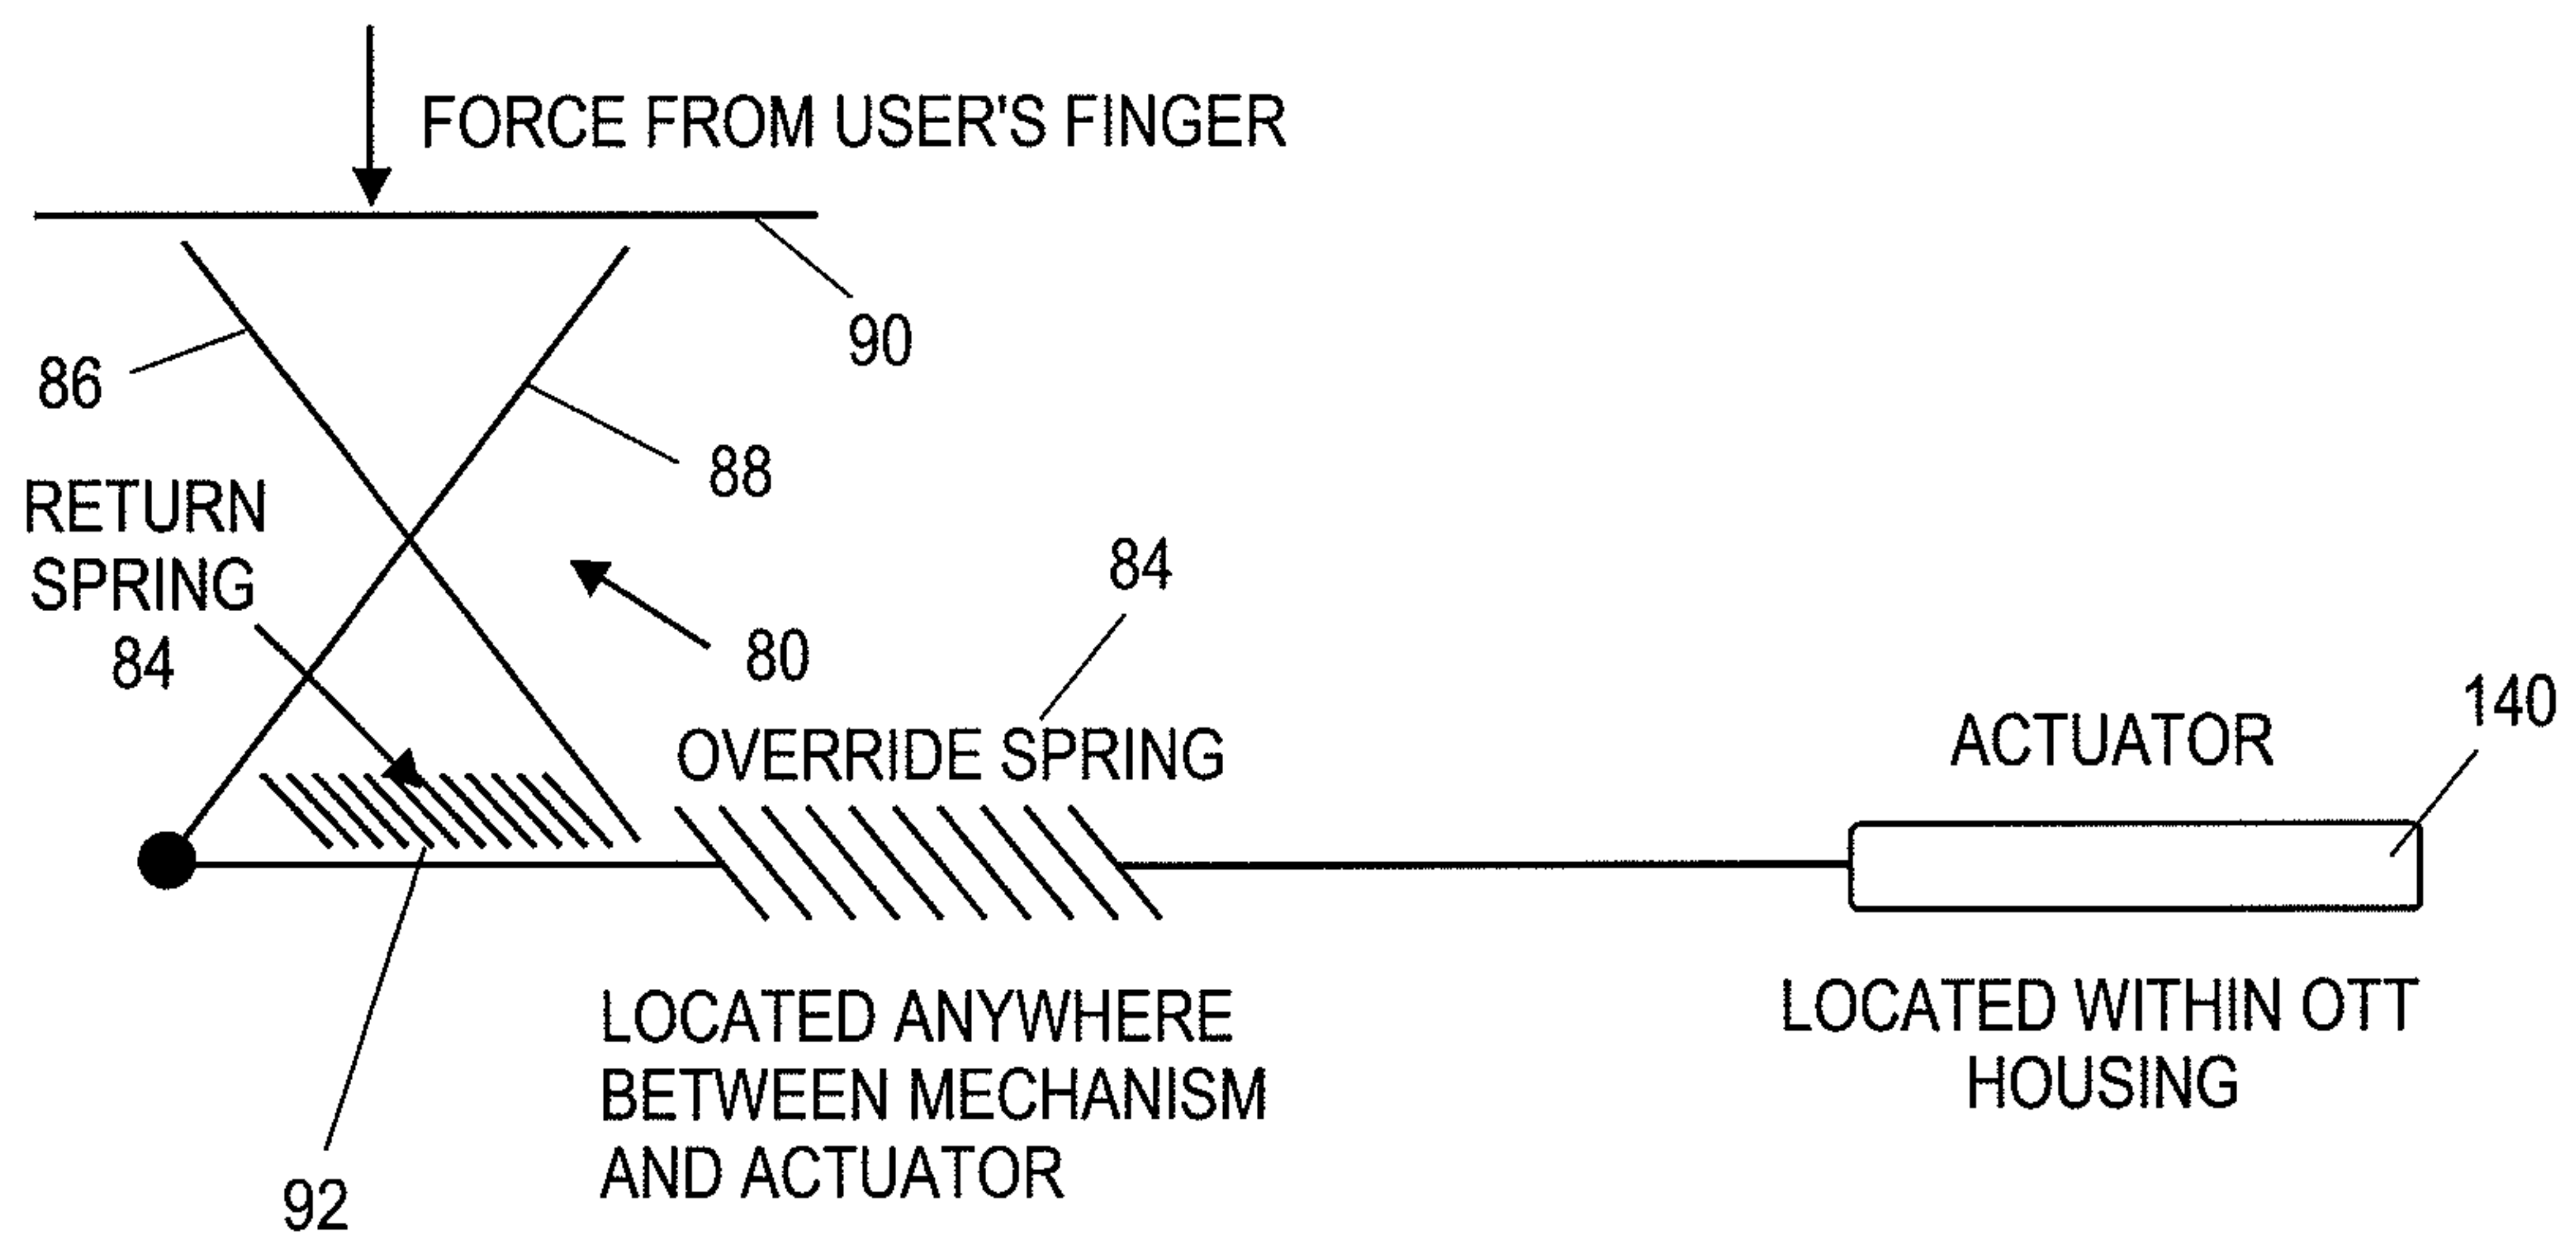 FORCE FROM USER'S FINGER
90
86
88
RETURN
SPRING
84
80
84
OVERRIDE SPRING
ACTUATOR
140
LOCATED ANYWHERE
BETWEEN MECHANISM
AND ACTUATOR
LOCATED WITHIN OTT
HOUSING
92